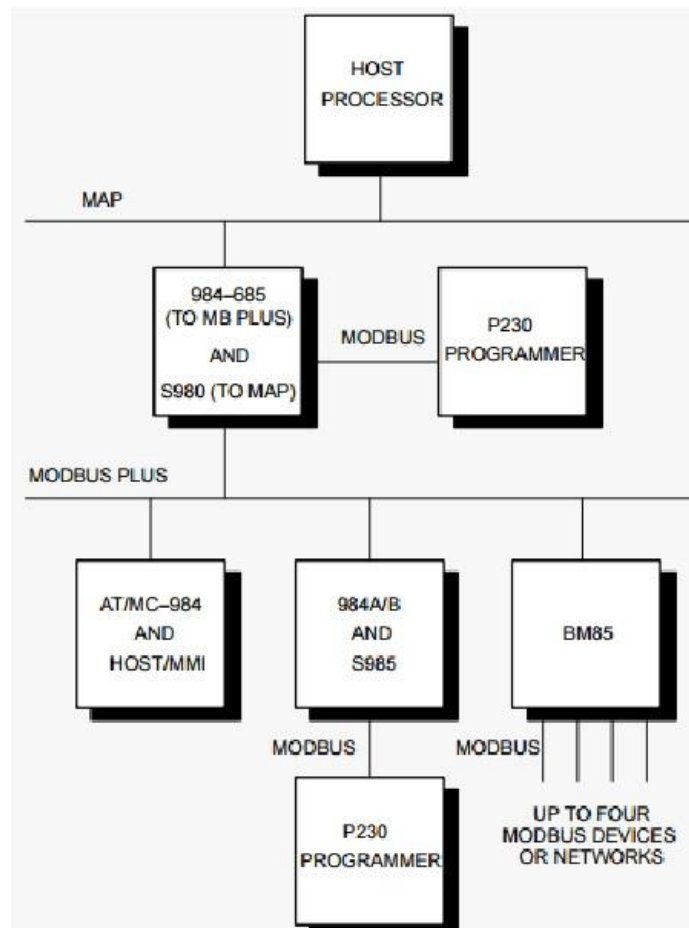 HOST
PROCESSOR
MAP
984–685
(TO MB PLUS)
AND
S980 (TO MAP)
MODBUS
P230
PROGRAMMER
MODBUS PLUS
AT/MC–984
AND
HOST/MMI
984A/B
AND
S985
BM85
MODBUS
MODBUS
P230
PROGRAMMER
UP TO FOUR
MODBUS DEVICES
OR NETWORKS